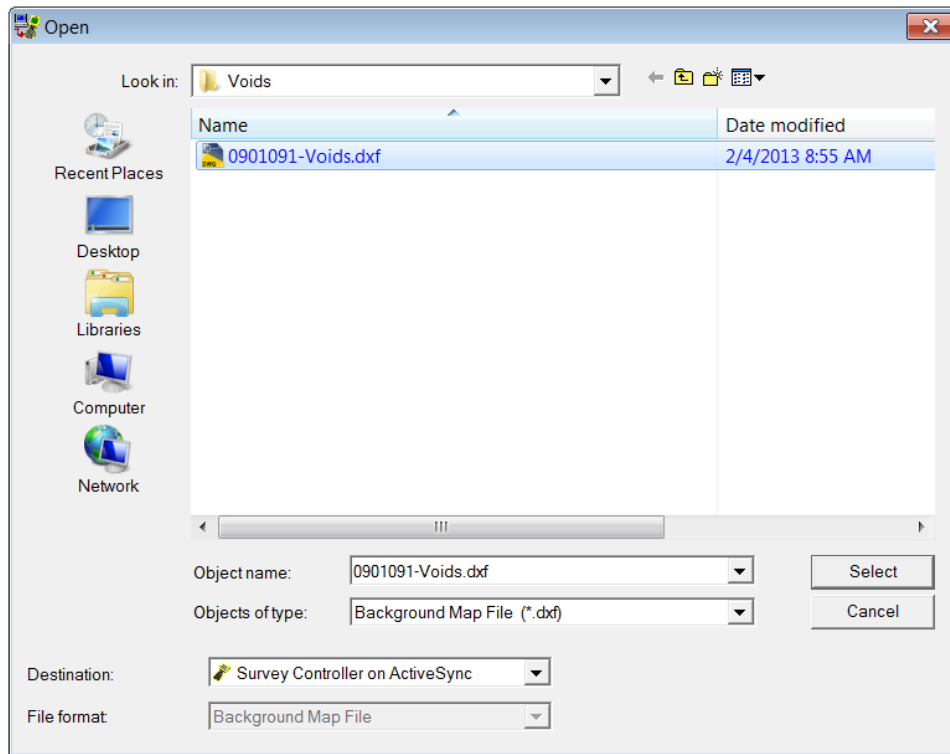 Open
Look in: Voids
Name Date modified
0901091-Voids.dxf 2/4/2013 8:55 AM
Recent Places
Desktop
Libraries
Computer
Network
Object name: 0901091-Voids.dxf Select
Objects of type: Background Map File (*.dxf) Cancel
Destination: Survey Controller on ActiveSync
File format: Background Map File